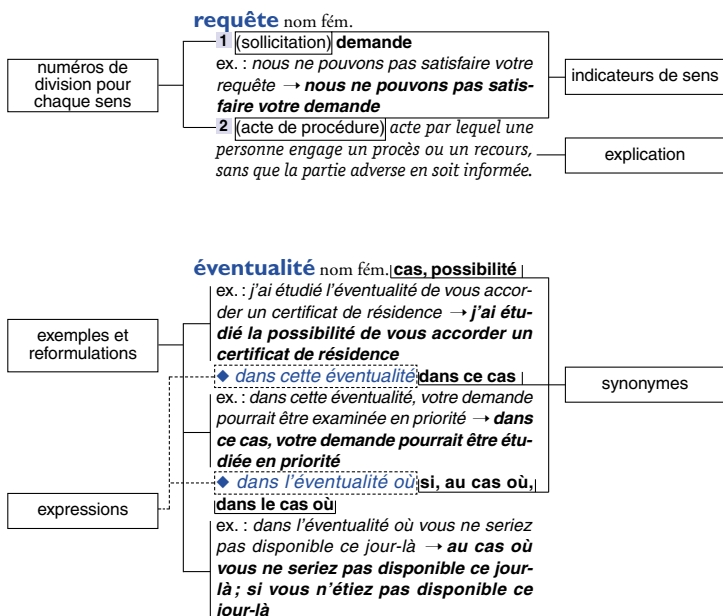 requête nom fém.
1 (sollicitation) demande
ex. : nous ne pouvons pas satisfaire votre
requête → nous ne pouvons pas satis-
faire votre demande
2 (acte de procédure) acte par lequel une
personne engage un procès ou un recours,
sans que la partie adverse en soit informée.
numéros de
division pour
chaque sens
indicateurs de sens
explication
éventualité nom fém. cas, possibilité
ex. : j'ai étudié l'éventualité de vous accor-
der un certificat de résidence → j'ai étu-
dié la possibilité de vous accorder un
certificat de résidence
◆ dans cette éventualité dans ce cas
ex. : dans cette éventualité, votre demande
pourrait être examinée en priorité → dans
ce cas, votre demande pourrait être étu-
diée en priorité
◆ dans l'éventualité où si, au cas où,
dans le cas où
ex. : dans l'éventualité où vous ne seriez
pas disponible ce jour-là → au cas où
vous ne seriez pas disponible ce jour-
là ; si vous n'étiez pas disponible ce
jour-là
exemples et
reformulations
expressions
synonymes